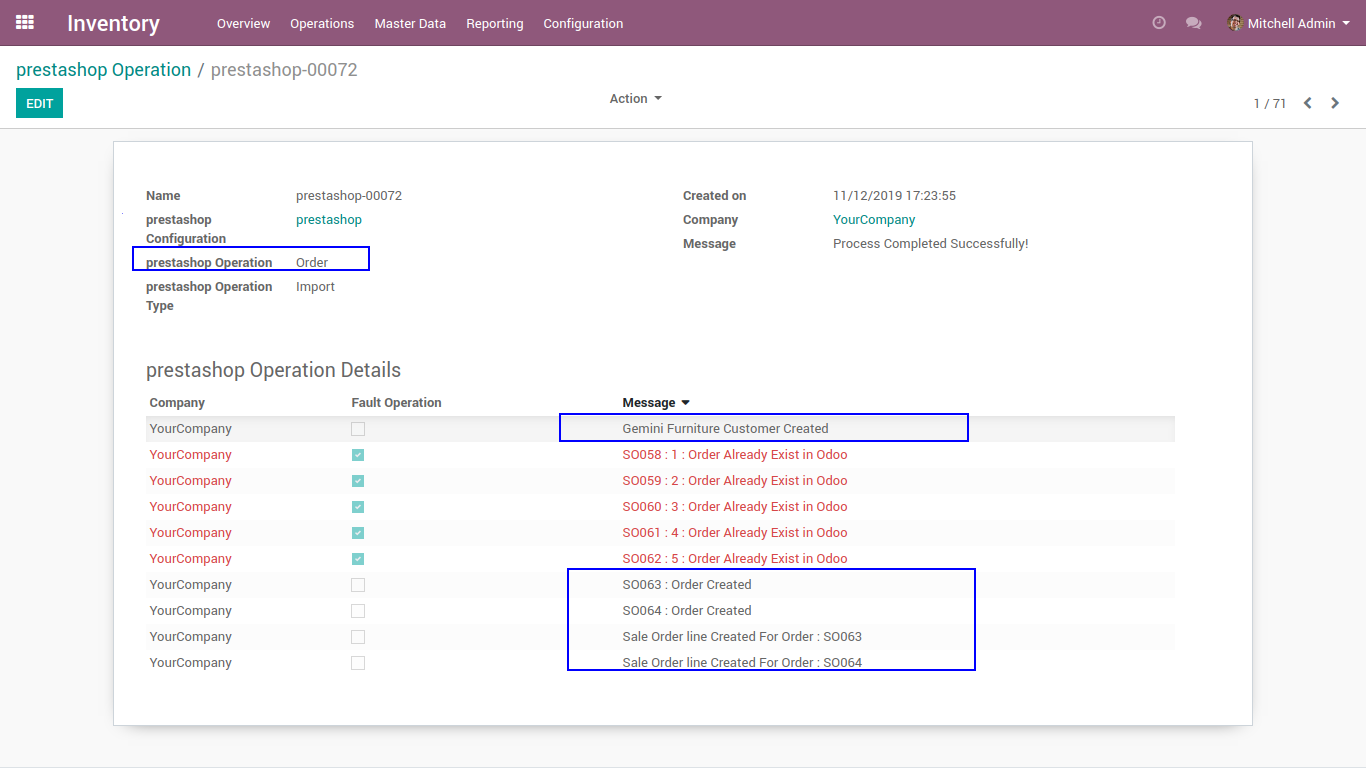 Inventory Overview Operations Master Data Reporting Configuration Mitchell Admin
prestashop Operation / prestashop-00072
EDIT Action 1 / 71
Name prestashop-00072 Created on 11/12/2019 17:23:55
prestashop prestashop Company YourCompany
Configuration Message Process Completed Successfully!
prestashop Operation Order
prestashop Operation Import
Type
prestashop Operation Details
Company Fault Operation Message
YourCompany Gemini Furniture Customer Created
YourCompany SO058 : 1 : Order Already Exist in Odoo
YourCompany SO059 : 2 : Order Already Exist in Odoo
YourCompany SO060 : 3 : Order Already Exist in Odoo
YourCompany SO061 : 4 : Order Already Exist in Odoo
YourCompany SO062 : 5 : Order Already Exist in Odoo
YourCompany SO063 : Order Created
YourCompany SO064 : Order Created
YourCompany Sale Order line Created For Order : SO063
YourCompany Sale Order line Created For Order : SO064